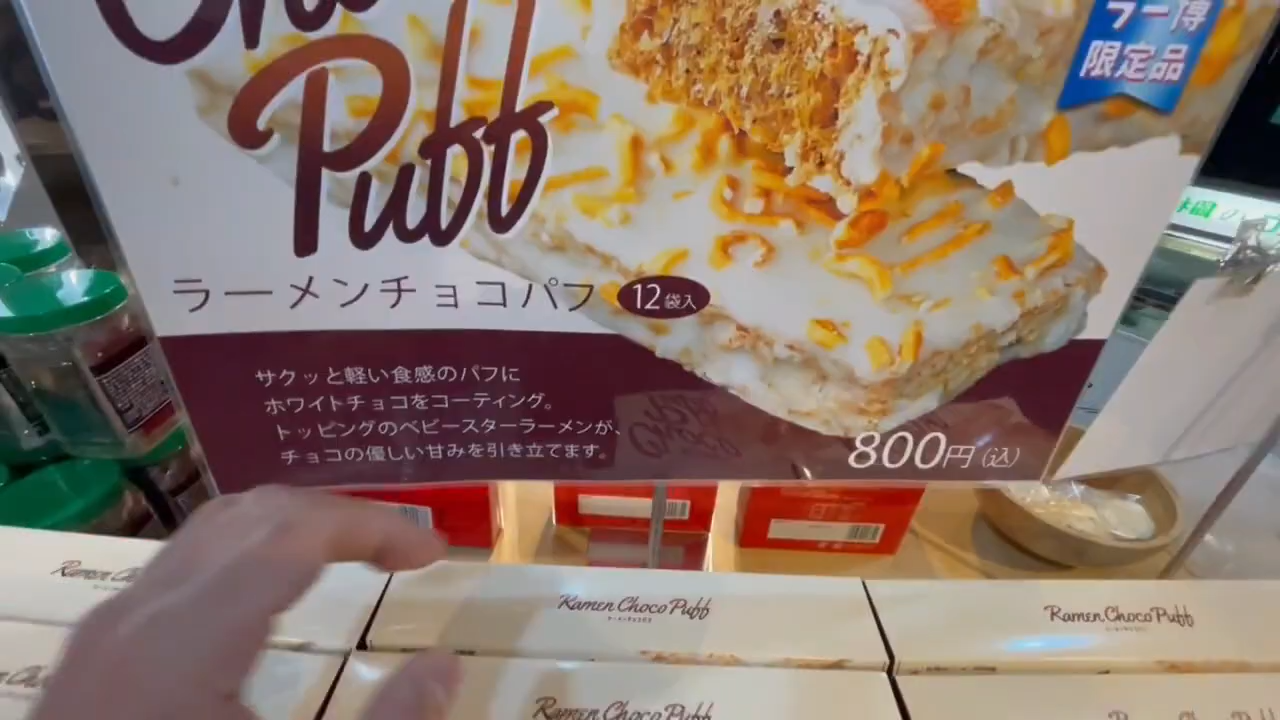 Puff
ラー博
限定品
ラーメンチョコパフ 12袋入
サクッと軽い食感のパフに
ホワイトチョコをコーティング。
トッピングのベビースターラーメンが、
チョコの優しい甘みを引き立てます。
800円(込)
Ramen Choco Puff
Ramen Choco Puff
Ramen Choco Puff